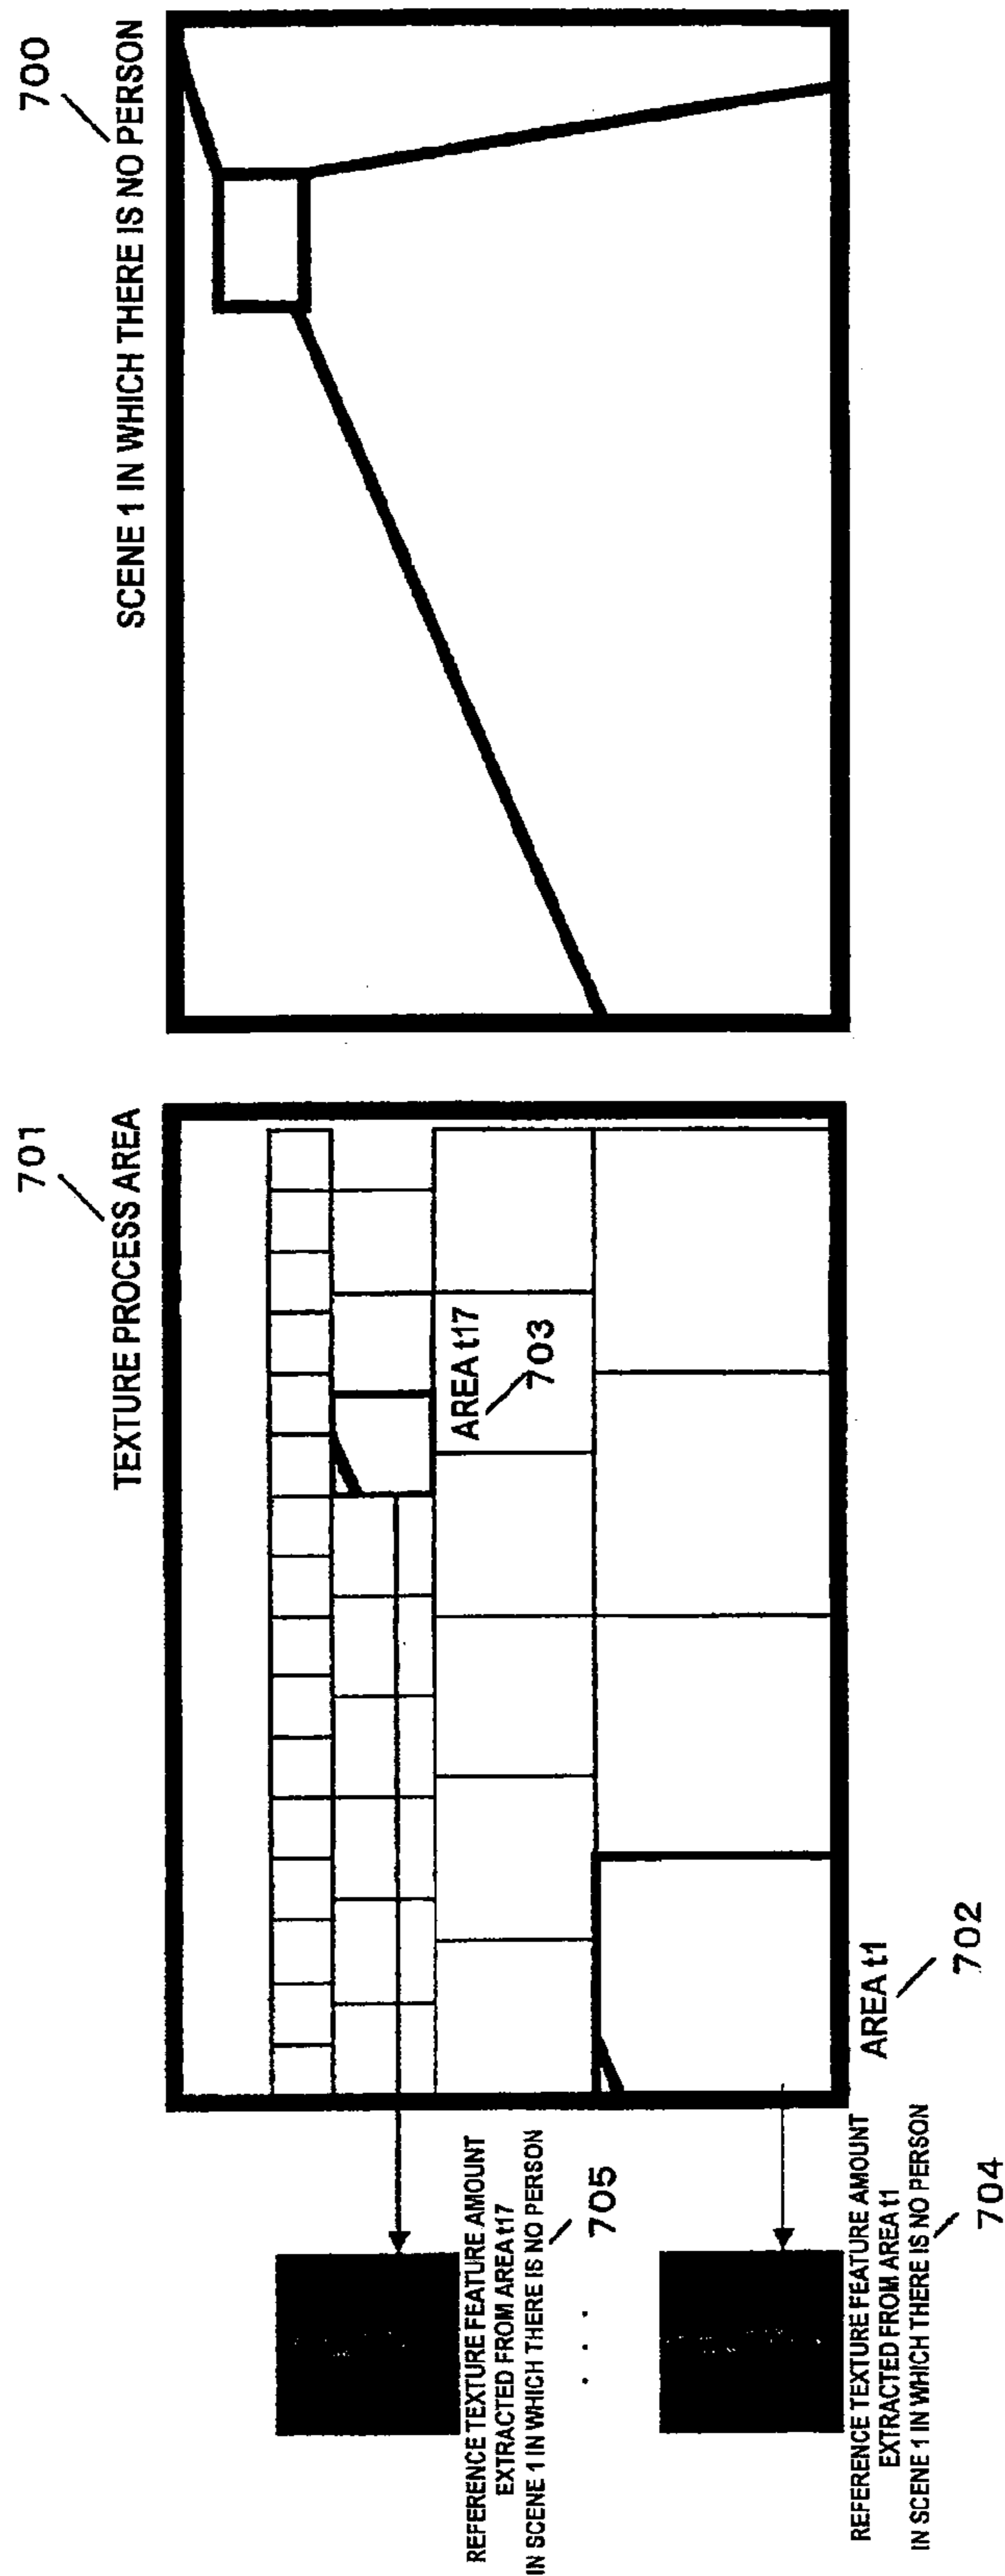 700
SCENE 1 IN WHICH THERE IS NO PERSON
701
TEXTURE PROCESS AREA
AREA t17
703
AREA t1
702
REFERENCE TEXTURE FEATURE AMOUNT
EXTRACTED FROM AREA t17
IN SCENE 1 IN WHICH THERE IS NO PERSON
705
. . .
REFERENCE TEXTURE FEATURE AMOUNT
EXTRACTED FROM AREA t1
IN SCENE 1 IN WHICH THERE IS NO PERSON
704